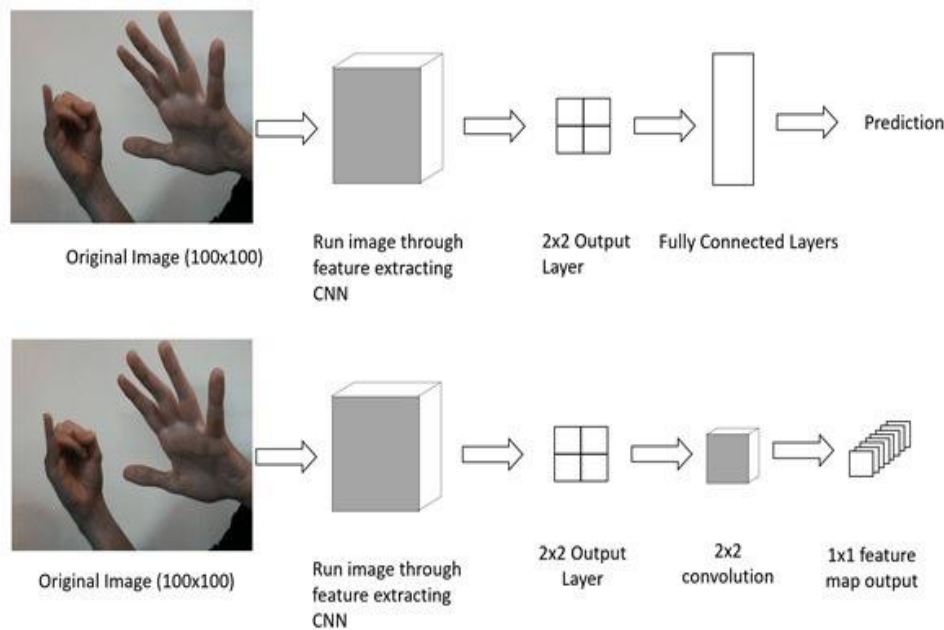 Prediction
Original Image (100x100)
Run image through
feature extracting
CNN
2x2 Output
Layer
Fully Connected Layers
Original Image (100x100)
Run image through
feature extracting
CNN
2x2 Output
Layer
2x2
convolution
1x1 feature
map output